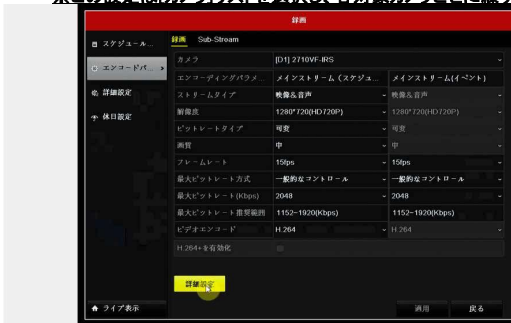 録画
スケジュール...
録画 Sub-Stream
カメラ [D1] 2710VF-IRS
エンコードパ...
エンコーディングパラメ... メインストリーム(スケジュ... メインストリーム(イベント)
ストリームタイプ 映像&音声 映像&音声
詳細設定
解像度 1280*720(HD720P) 1280*720(HD720P)
休日設定
ビットレートタイプ 可変 可変
画質 中 中
フレームレート 15fps 15fps
最大ビットレート方式 一般的なコントロール 一般的なコントロール
最大ビットレート(Kbps) 2048 2048
最大ビットレート推奨範囲 1152~1920(Kbps) 1152~1920(Kbps)
ビデオエンコード H.264 H.264
H.264+を有効化
詳細設定
ライブ表示 適用 戻る